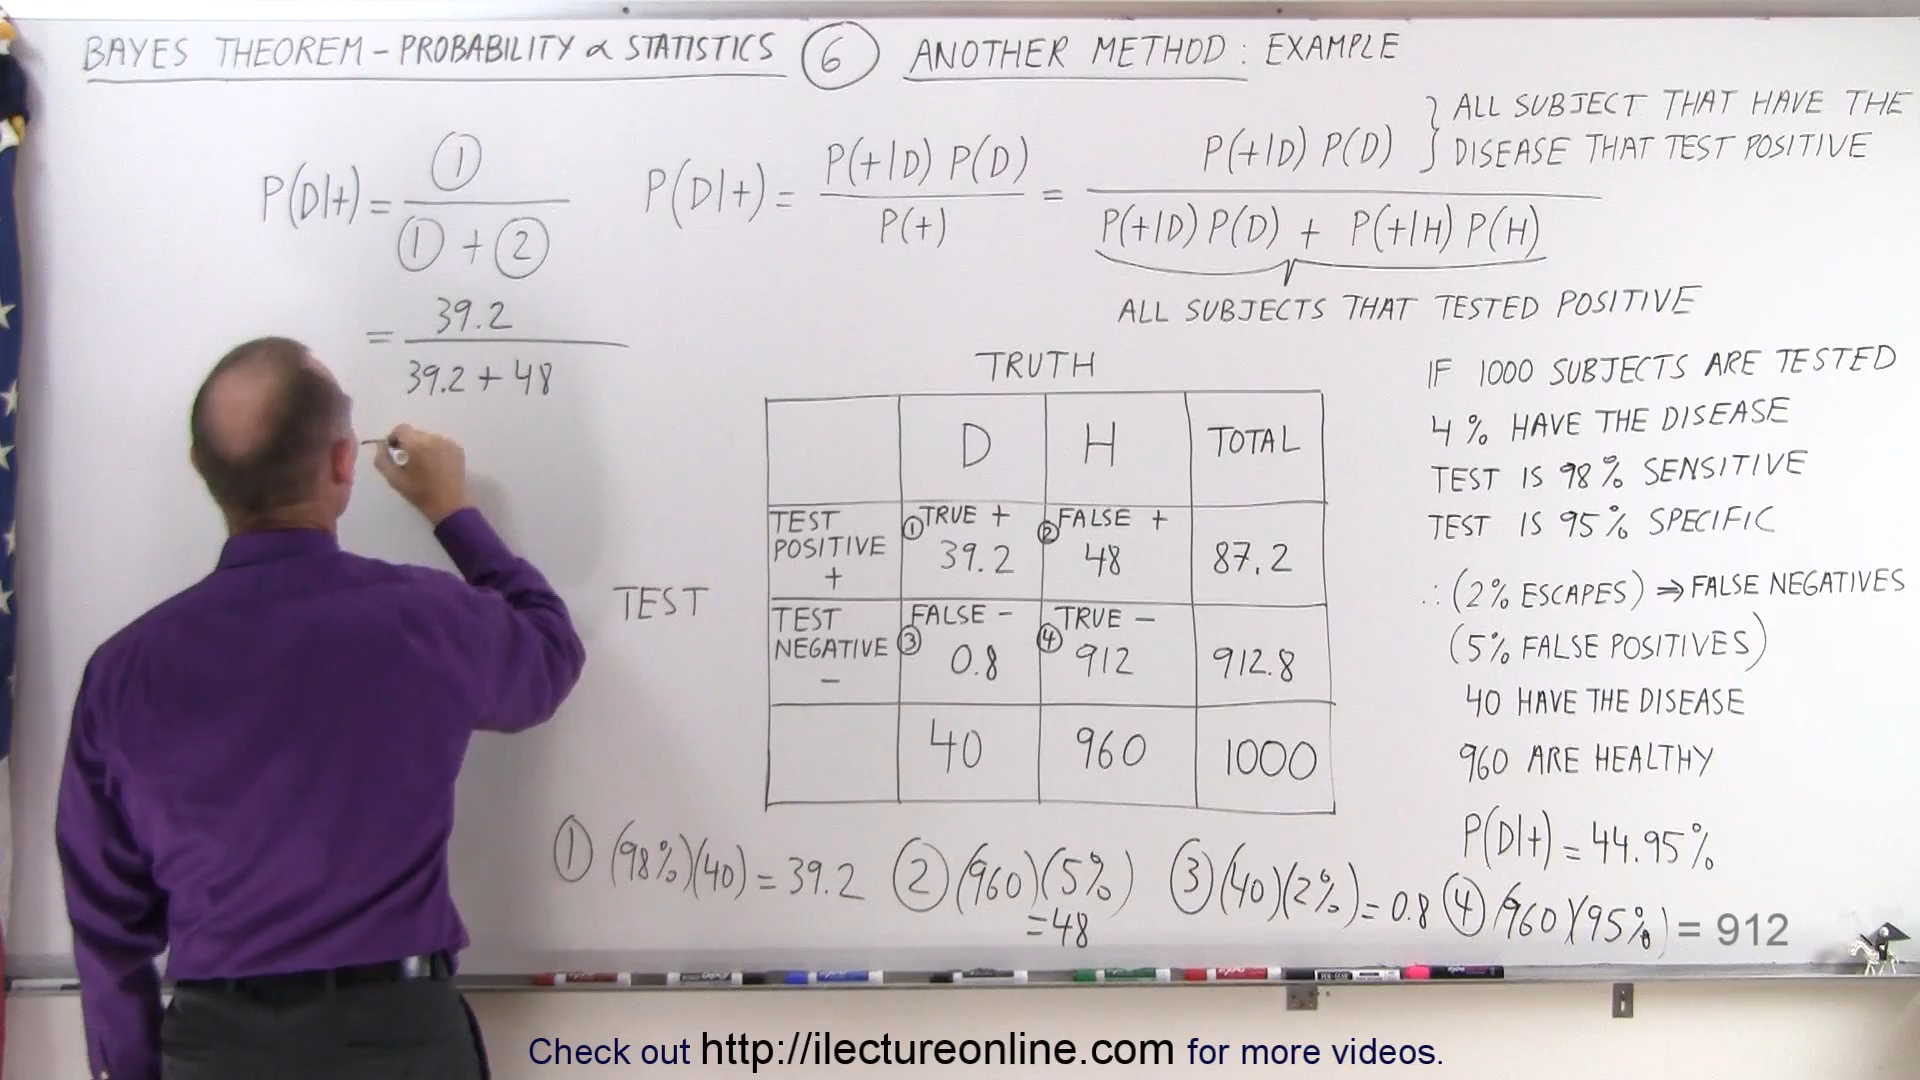 BAYES THEOREM - PROBABILITY & STATISTICS (6) ANOTHER METHOD: EXAMPLE
P(D|+) = ① / (① + ②)
P(D|+) = P(+|D) P(D) / P(+) = P(+|D) P(D) / (P(+|D) P(D) + P(+|H) P(H))
} ALL SUBJECT THAT HAVE THE
DISEASE THAT TEST POSITIVE
ALL SUBJECTS THAT TESTED POSITIVE
= 39.2 / (39.2 + 48)
TRUTH
D H TOTAL
TEST
TEST POSITIVE + ① TRUE + 39.2 ② FALSE + 48 87.2
TEST NEGATIVE - ③ FALSE - 0.8 ④ TRUE - 912 912.8
40 960 1000
IF 1000 SUBJECTS ARE TESTED
4% HAVE THE DISEASE
TEST IS 98% SENSITIVE
TEST IS 95% SPECIFIC
∴ (2% ESCAPES) ⇒ FALSE NEGATIVES
(5% FALSE POSITIVES)
40 HAVE THE DISEASE
960 ARE HEALTHY
P(D|+) = 44.95%
① (98%)(40) = 39.2 ② (960)(5%) = 48 ③ (40)(2%) = 0.8 ④ (960)(95%) = 912
Check out http://ilectureonline.com for more videos.